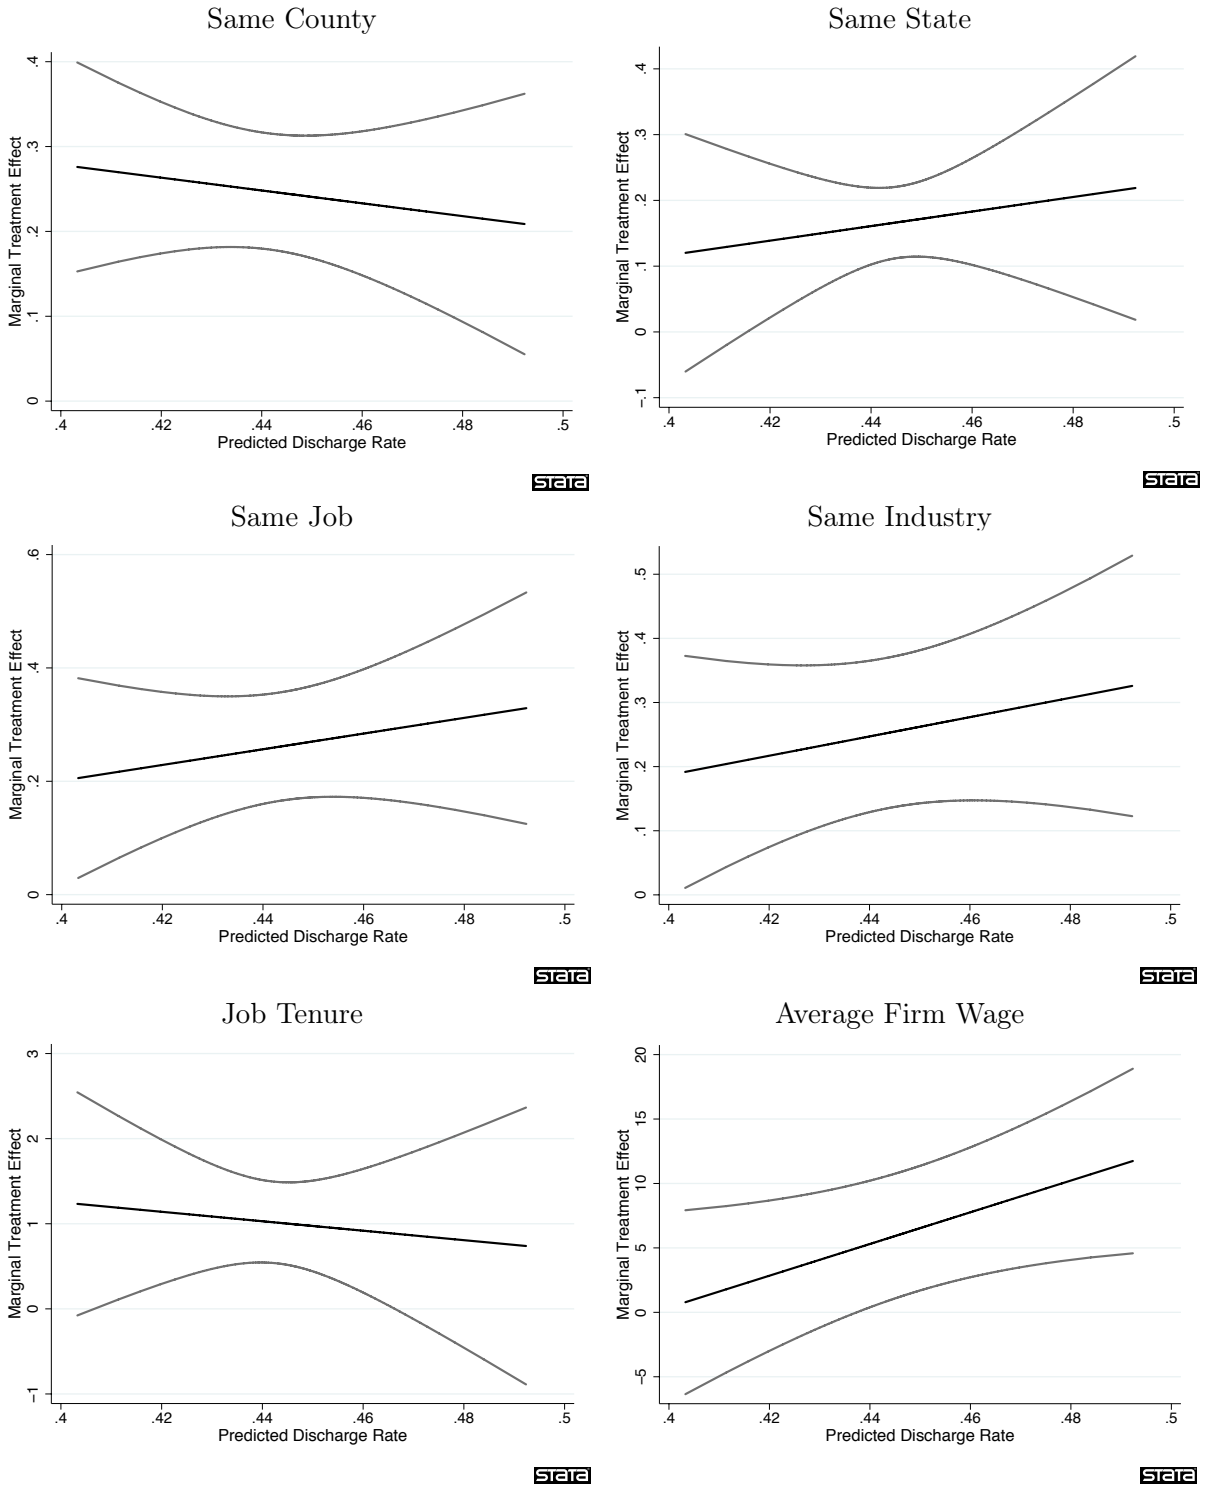 Same County
Marginal Treatment Effect
.4
.3
.2
.1
0
.4 .42 .44 .46 .48 .5
Predicted Discharge Rate
STATA
Same State
Marginal Treatment Effect
.4
.3
.2
.1
0
-.1
.4 .42 .44 .46 .48 .5
Predicted Discharge Rate
STATA
Same Job
Marginal Treatment Effect
.6
.4
.2
0
.4 .42 .44 .46 .48 .5
Predicted Discharge Rate
STATA
Same Industry
Marginal Treatment Effect
.5
.4
.3
.2
.1
0
.4 .42 .44 .46 .48 .5
Predicted Discharge Rate
STATA
Job Tenure
Marginal Treatment Effect
3
2
1
0
-1
.4 .42 .44 .46 .48 .5
Predicted Discharge Rate
STATA
Average Firm Wage
Marginal Treatment Effect
20
15
10
5
0
-5
.4 .42 .44 .46 .48 .5
Predicted Discharge Rate
STATA